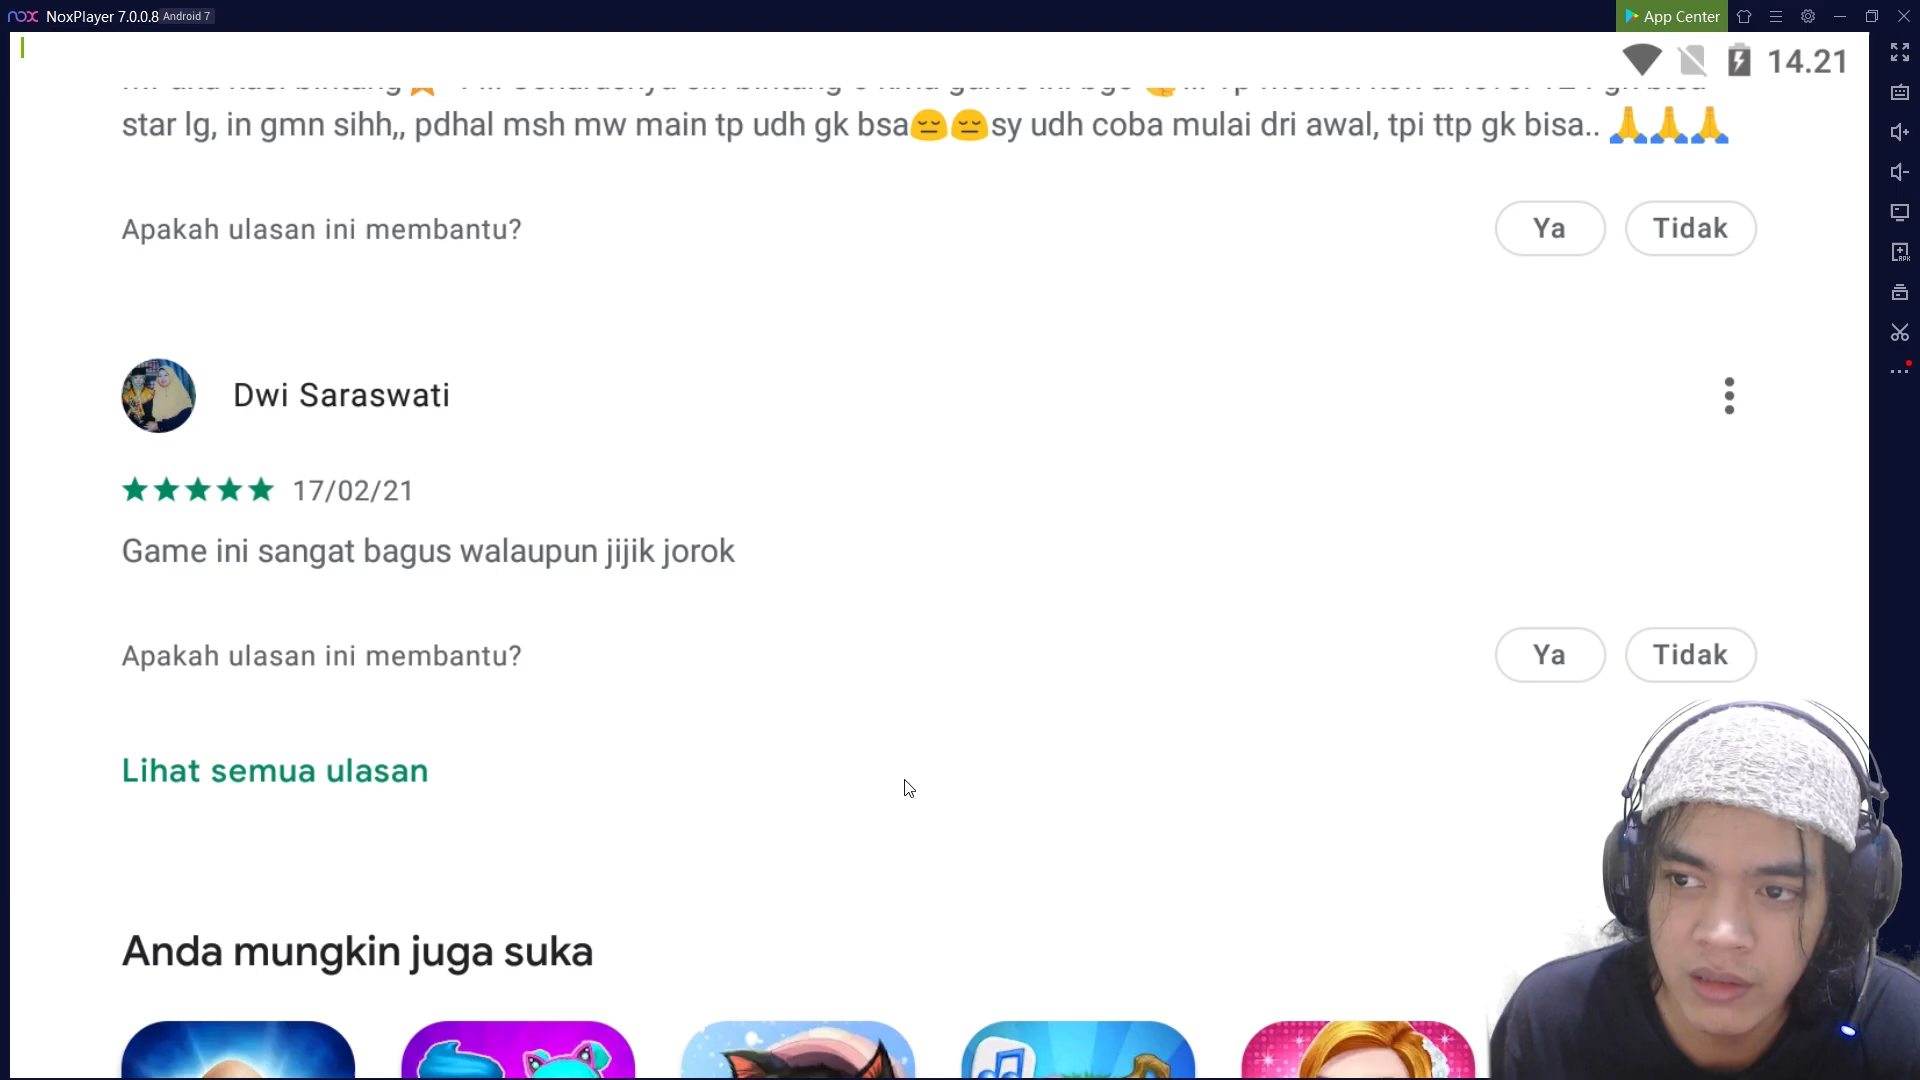 nox NoxPlayer 7.0.0.8 Android 7
App Center
14.21
star lg, in gmn sihh,, pdhal msh mw main tp udh gk bsa😔😔sy udh coba mulai dri awal, tpi ttp gk bisa.. 🙏🙏🙏
Apakah ulasan ini membantu?
Ya
Tidak
Dwi Saraswati
17/02/21
Game ini sangat bagus walaupun jijik jorok
Apakah ulasan ini membantu?
Ya
Tidak
Lihat semua ulasan
Anda mungkin juga suka